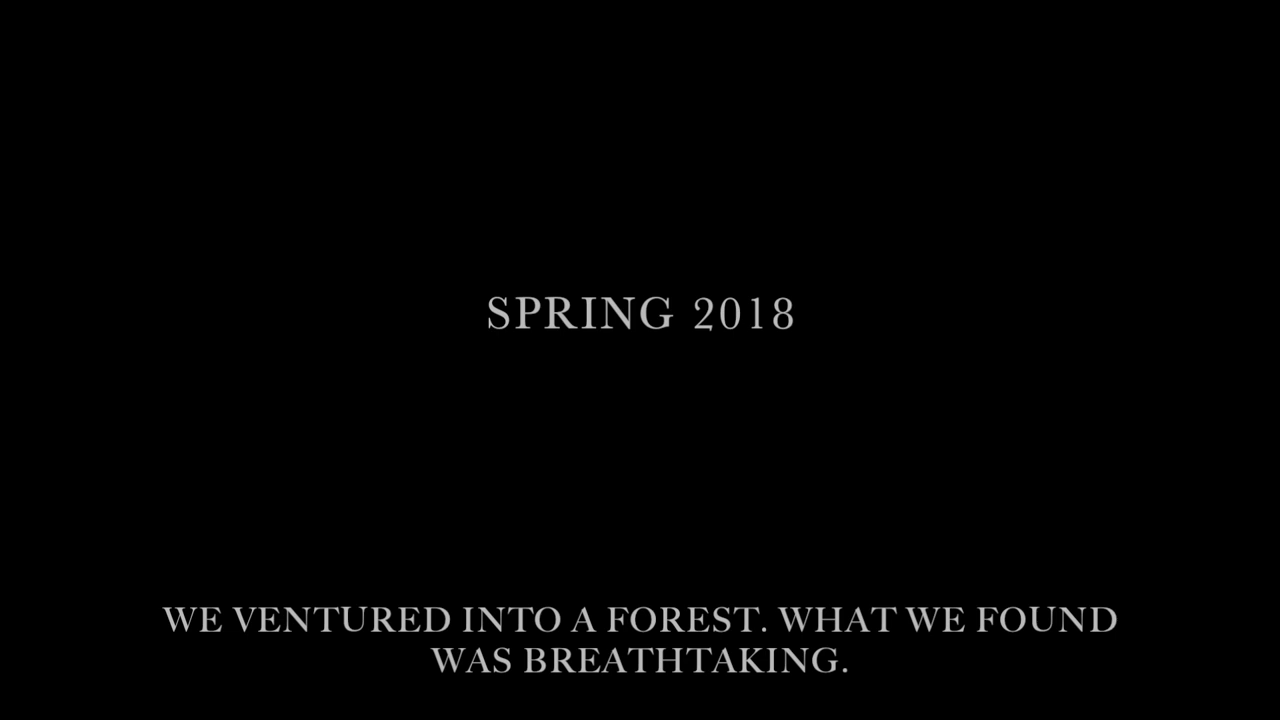 SPRING 2018
WE VENTURED INTO A FOREST. WHAT WE FOUND
WAS BREATHTAKING.